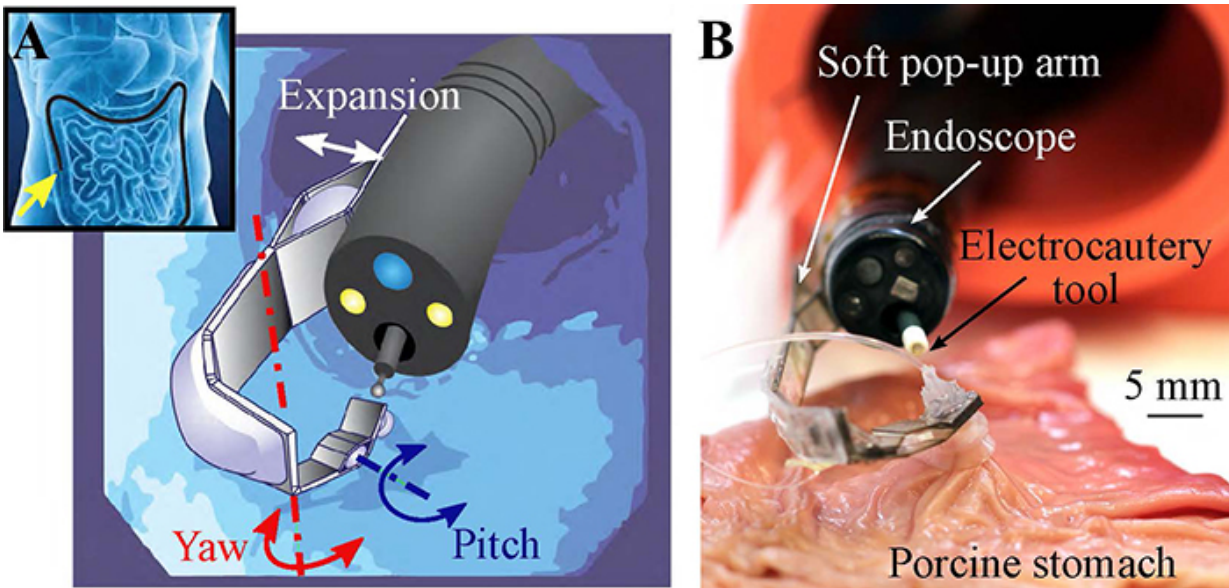 A
Expansion
Yaw
Pitch
B
Soft pop-up arm
Endoscope
Electrocautery
tool
5 mm
Porcine stomach